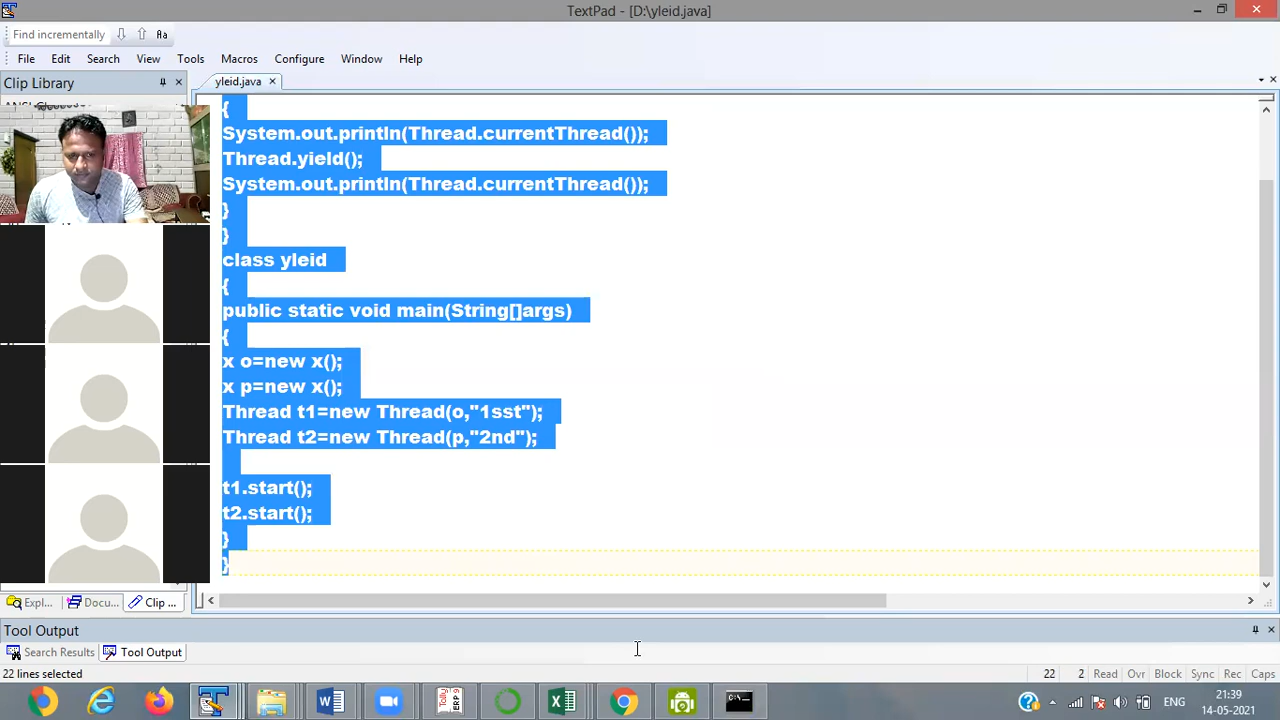 TextPad - [D:\yleid.java]
Find incrementally
File Edit Search View Tools Macros Configure Window Help
Clip Library
yleid.java
{
System.out.println(Thread.currentThread());
Thread.yield();
System.out.println(Thread.currentThread());
}
}
class yleid
{
public static void main(String[]args)
{
x o=new x();
x p=new x();
Thread t1=new Thread(o,"1sst");
Thread t2=new Thread(p,"2nd");
t1.start();
t2.start();
}
}
Expl... Docu... Clip ...
Tool Output
Search Results Tool Output
22 lines selected 22 2 Read Ovr Block Sync Rec Caps
ENG
21:39
14-05-2021